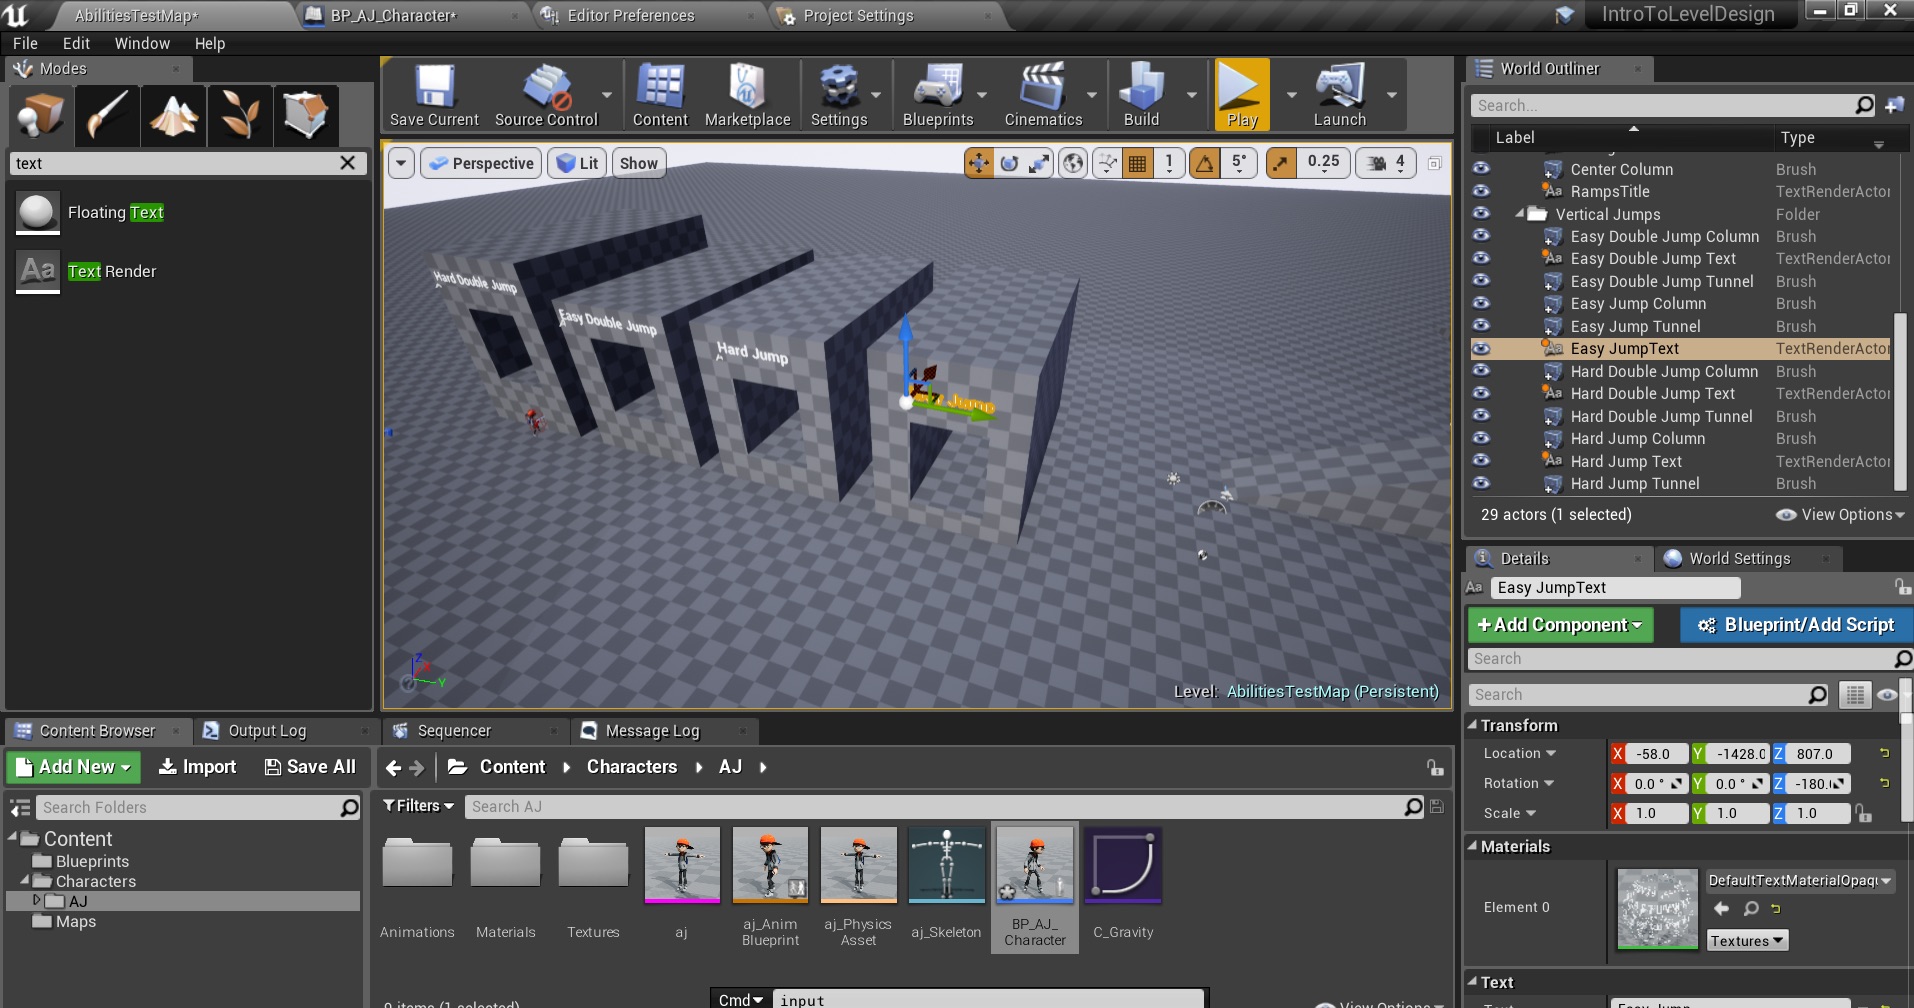 AbilitiesTestMap*
BP_AJ_Character*
Editor Preferences
Project Settings
IntroToLevelDesign
File Edit Window Help
Modes
text
Floating Text
Aa Text Render
Save Current
Source Control
Content
Marketplace
Settings
Blueprints
Cinematics
Build
Play
Launch
Perspective
Lit
Show
1
5°
0.25
4
Hard Double Jump
Easy Double Jump
Hard Jump
Jump
Z
Y
Level: AbilitiesTestMap (Persistent)
World Outliner
Search...
Label Type
Center Column Brush
Aa RampsTitle TextRenderActor
Vertical Jumps Folder
Easy Double Jump Column Brush
Aa Easy Double Jump Text TextRenderActor
Easy Double Jump Tunnel Brush
Easy Jump Column Brush
Easy Jump Tunnel Brush
Aa Easy JumpText TextRenderActor
Hard Double Jump Column Brush
Aa Hard Double Jump Text TextRenderActor
Hard Double Jump Tunnel Brush
Hard Jump Column Brush
Aa Hard Jump Text TextRenderActor
Hard Jump Tunnel Brush
29 actors (1 selected)
View Options
Details
World Settings
Aa Easy JumpText
+Add Component
Blueprint/Add Script
Search
Search
Transform
Location X -58.0 Y -1428.0 Z 807.0
Rotation X 0.0 ° Y 0.0 ° Z -180.
Scale X 1.0 Y 1.0 Z 1.0
Materials
Element 0
DefaultTextMaterialOpaq
Textures
Text
Content Browser
Output Log
Sequencer
Message Log
Add New
Import
Save All
Content
Characters
AJ
Search Folders
Filters
Search AJ
Content
Blueprints
Characters
AJ
Maps
Animations
Materials
Textures
aj
aj_Anim
Blueprint
aj_Physics
Asset
aj_Skeleton
BP_AJ_
Character
C_Gravity
9 items (1 selected)
Cmd
input
View Options